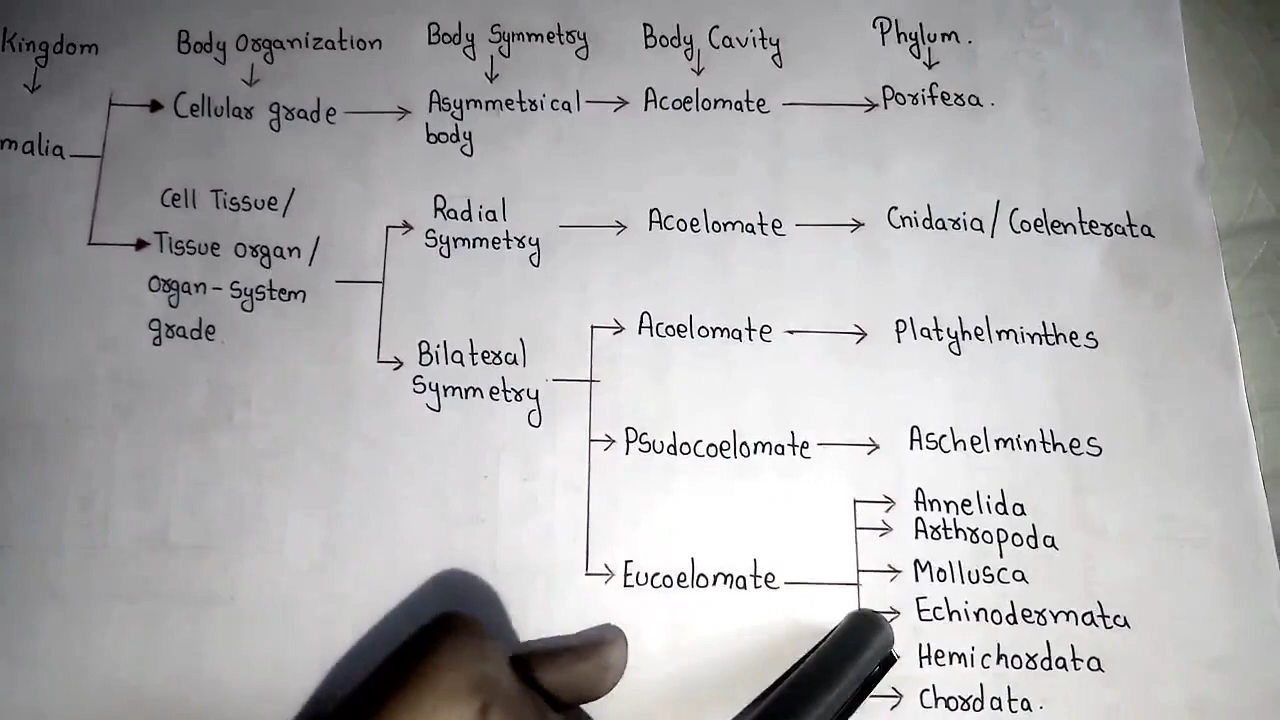 Kingdom
Body Organization
Body Symmetry
Body Cavity
Phylum.
malia
Cellular grade
Asymmetrical
body
Acoelomate
Porifera.
Cell Tissue/
Tissue organ/
organ-System
grade
Radial
Symmetry
Acoelomate
Cnidaria/Coelenterata
Bilateral
Symmetry
Acoelomate
Platyhelminthes
Psudocoelomate
Aschelminthes
Eucoelomate
Annelida
Arthropoda
Mollusca
Echinodermata
Hemichordata
Chordata.